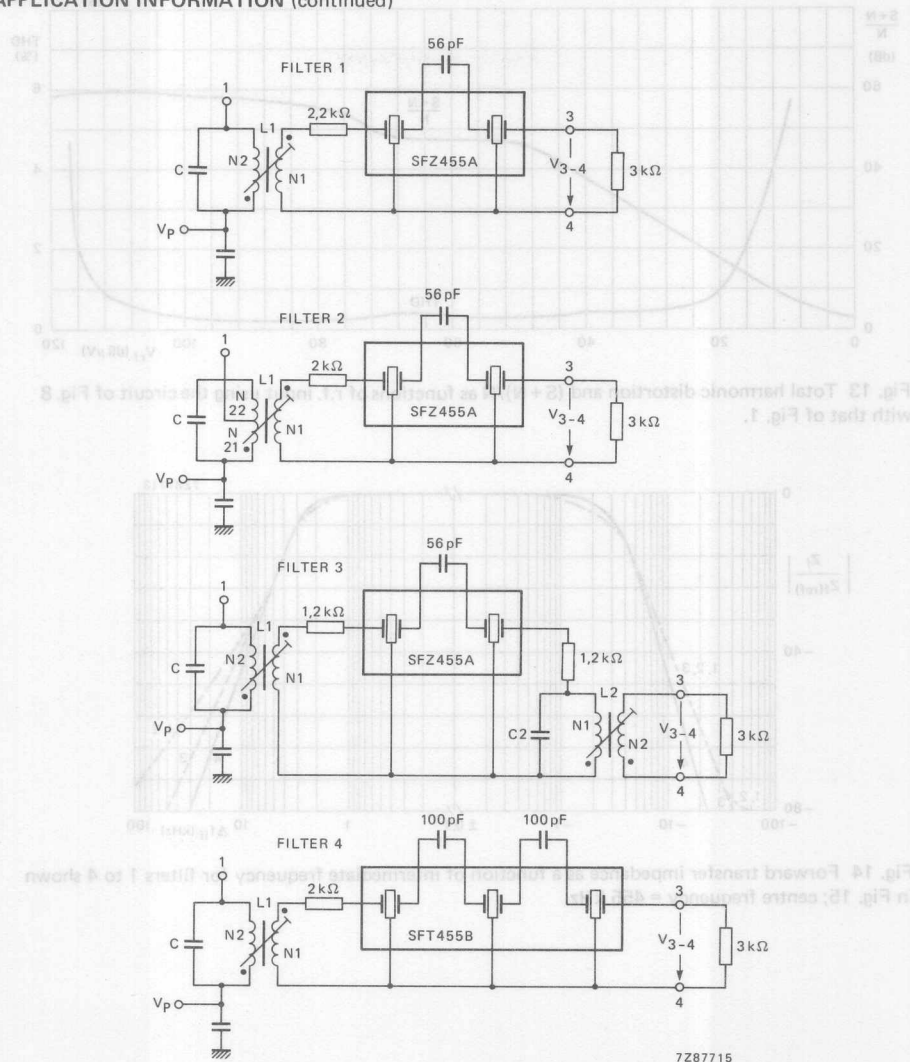 APPLICATION INFORMATION (continued)
FILTER 1
56 pF
1
2,2 kΩ
L1
C
N2
N1
SFZ455A
3
V3-4
3 kΩ
4
VP
FILTER 2
56 pF
1
2 kΩ
L1
C
N
22
N
21
N1
SFZ455A
3
V3-4
3 kΩ
4
VP
FILTER 3
56 pF
1
1,2 kΩ
L1
C
N2
N1
SFZ455A
1,2 kΩ
L2
C2
N1
N2
3
V3-4
3 kΩ
4
VP
FILTER 4
100 pF
100 pF
1
2 kΩ
L1
C
N2
N1
SFT455B
3
V3-4
3 kΩ
4
VP
7Z87715
Fig. 13 Total harmonic distortion and (S + N)/N as functions of r.f. input using the circuit of Fig. 8
with that of Fig. 1.
Fig. 14 Forward transfer impedance as a function of intermediate frequency for filters 1 to 4 shown
in Fig. 15; centre frequency = 455 kHz.